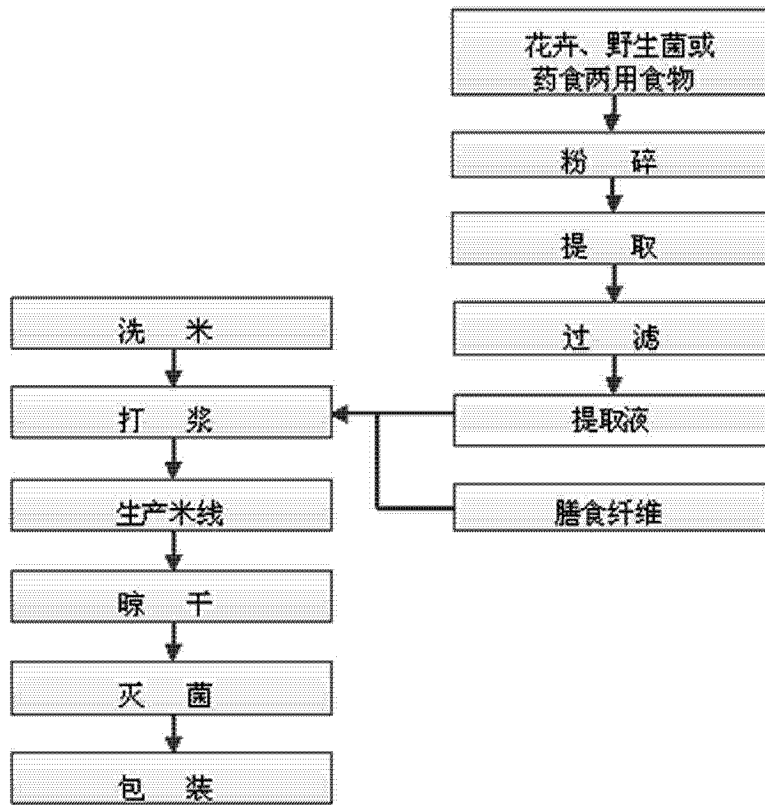 花卉、野生菌或
药食两用食物
粉 碎
提 取
过 滤
提取液
膳食纤维
洗 米
打 浆
生产米线
晾 干
灭 菌
包 装